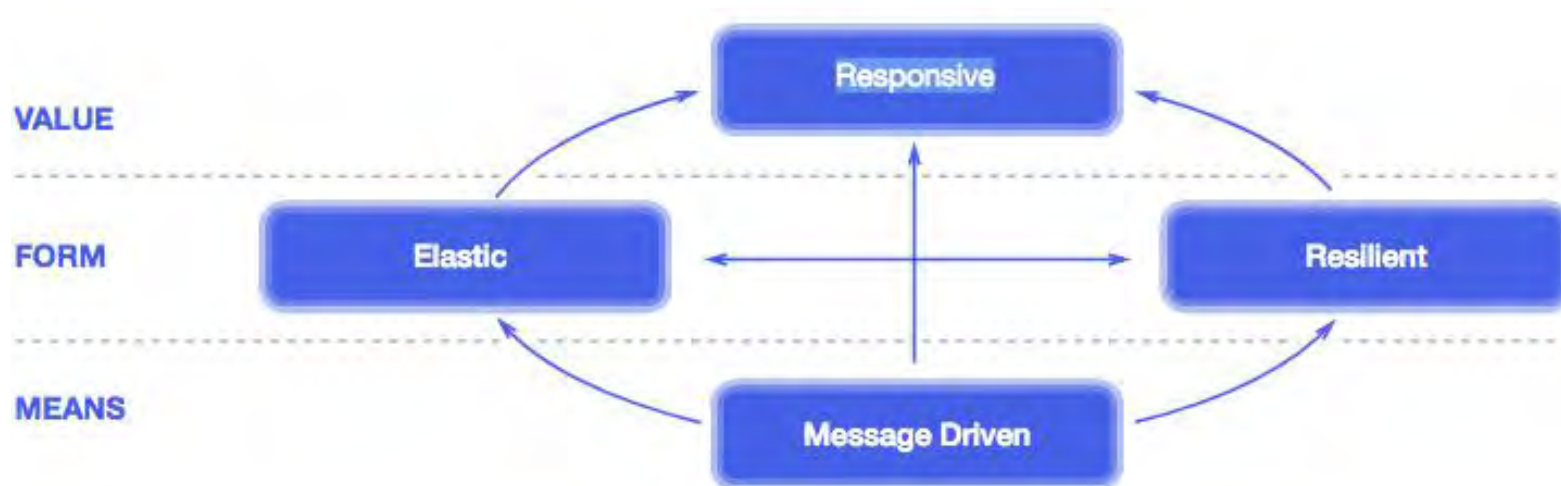 Responsive
VALUE
FORM
Elastic
Resilient
MEANS
Message Driven